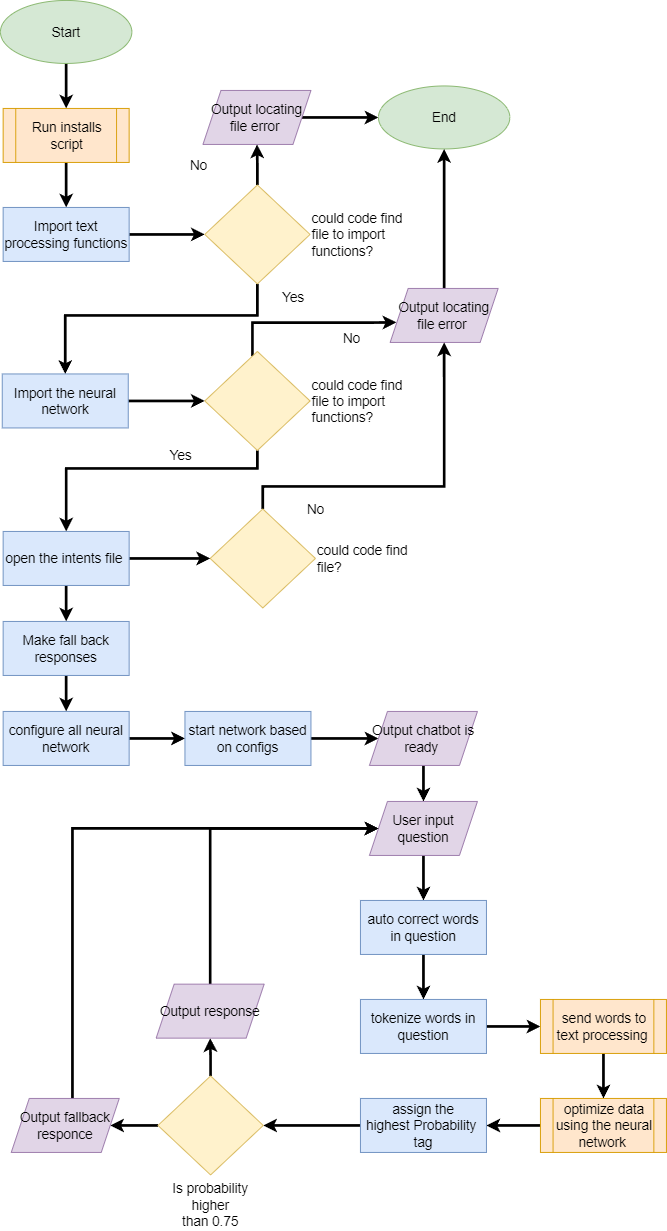 Start
Output locating
file error
End
Run installs
script
No
Import text
processing functions
could code find
file to import
functions?
Yes
Output locating
file error
No
Import the neural
network
could code find
file to import
functions?
Yes
No
open the intents file
could code find
file?
Make fall back
responses
configure all neural
network
start network based
on configs
Output chatbot is
ready
User input
question
auto correct words
in question
Output response
tokenize words in
question
send words to
text processing
Output fallback
responce
assign the
highest Probability
tag
optimize data
using the neural
network
Is probability
higher
than 0.75